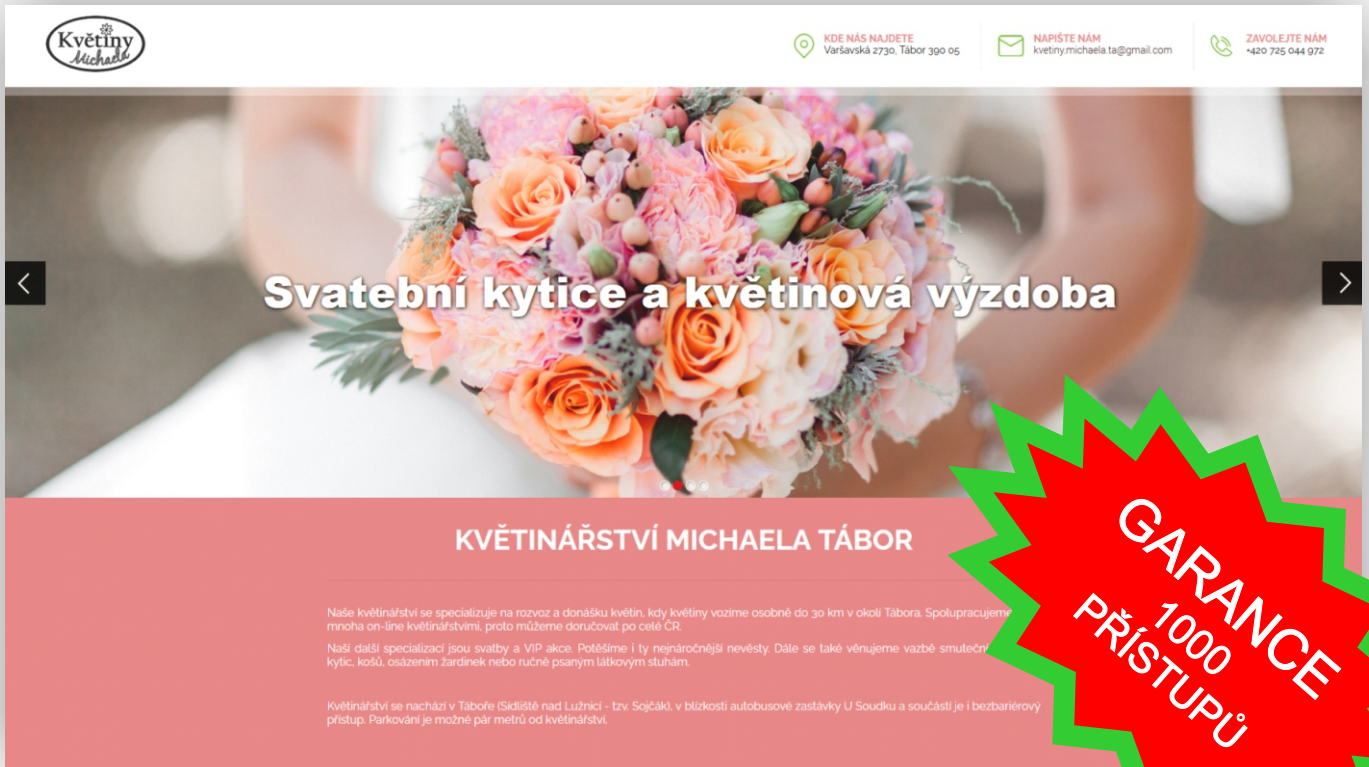 Květiny
Michaela
KDE NÁS NAJDETE
Varšavská 2730, Tábor 390 05
NAPIŠTE NÁM
kvetiny.michaela.ta@gmail.com
ZAVOLEJTE NÁM
+420 725 044 972
Svatební kytice a květinová výzdoba
KVĚTINÁŘSTVÍ MICHAELA TÁBOR
Naše květinářství se specializuje na rozvoz a donášku květin, kdy květiny vozíme osobně do 30 km v okolí Tábora. Spolupracujeme
mnoha on-line květinářstvími, proto můžeme doručovat po celé ČR.
Naší další specializací jsou svatby a VIP akce. Potěšíme i ty nejnáročnější nevěsty. Dále se také věnujeme vazbě
kytic, košů, osázením žardinek nebo ručně psaným látkovým stuhám.
Květinářství se nachází v Táboře (Sídliště nad Lužnicí - tzv. Sojčák), v blízkosti autobusové zastávky U Soudku a součástí je i bezbariérový
přístup. Parkování je možné pár metrů od květinářství.
GARANCE
1000
PŘÍSTUPŮ